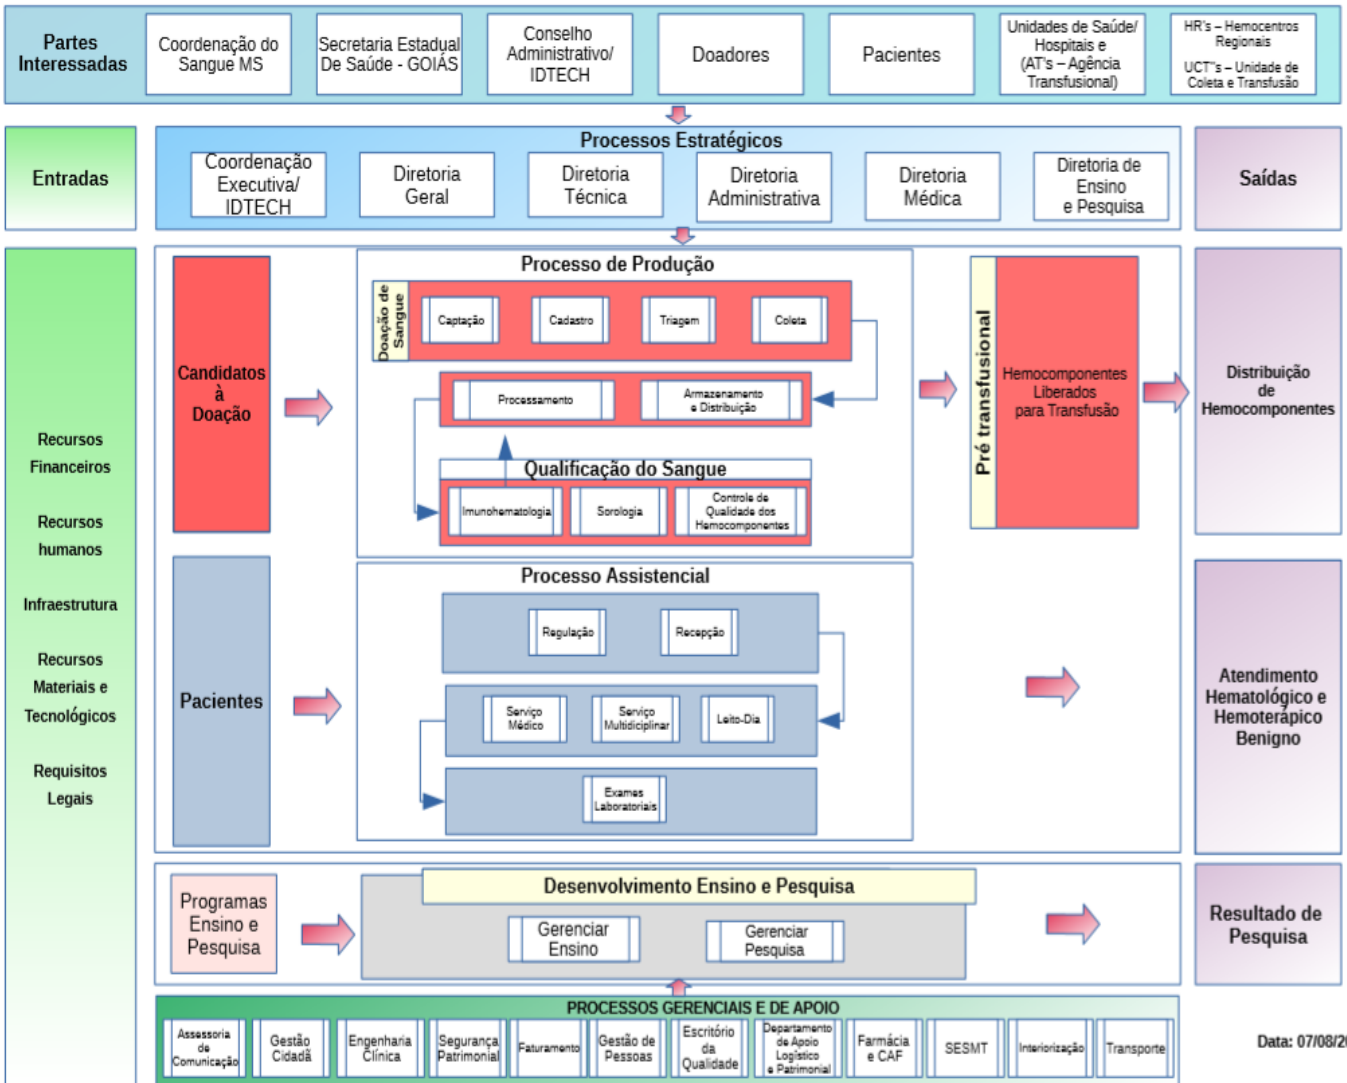 Partes
Interessadas
Coordenação do
Sangue MS
Secretaria Estadual
De Saúde - GOIÁS
Conselho
Administrativo/
IDTECH
Doadores
Pacientes
Unidades de Saúde/
Hospitais e
(AT's – Agência
Transfusional)
HR's – Hemocentros
Regionais
UCT"s – Unidade de
Coleta e Transfusão
Entradas
Processos Estratégicos
Coordenação
Executiva/
IDTECH
Diretoria
Geral
Diretoria
Técnica
Diretoria
Administrativa
Diretoria
Médica
Diretoria de
Ensino
e Pesquisa
Saídas
Recursos
Financeiros
Recursos
humanos
Infraestrutura
Recursos
Materiais e
Tecnológicos
Requisitos
Legais
Candidatos
à
Doação
Processo de Produção
Doação de
Sangue
Captação
Cadastro
Triagem
Coleta
Processamento
Armazenamento
e Distribuição
Qualificação do Sangue
Imunohematologia
Sorologia
Controle de
Qualidade dos
Hemocomponentes
Pré transfusional
Hemocomponentes
Liberados
para Transfusão
Distribuição
de
Hemocomponentes
Pacientes
Processo Assistencial
Regulação
Recepção
Serviço
Médico
Serviço
Multidiciplinar
Leito-Dia
Exames
Laboratoriais
Atendimento
Hematológico e
Hemoterápico
Benigno
Programas
Ensino e
Pesquisa
Desenvolvimento Ensino e Pesquisa
Gerenciar
Ensino
Gerenciar
Pesquisa
Resultado de
Pesquisa
PROCESSOS GERENCIAIS E DE APOIO
Assessoria
de
Comunicação
Gestão
Cidadã
Engenharia
Clínica
Segurança
Patrimonial
Faturamento
Gestão de
Pessoas
Escritório
da
Qualidade
Departamento
de Apoio
Logístico
e Patrimonial
Farmácia
e CAF
SESMT
Interiorização
Transporte
Data: 07/08/20